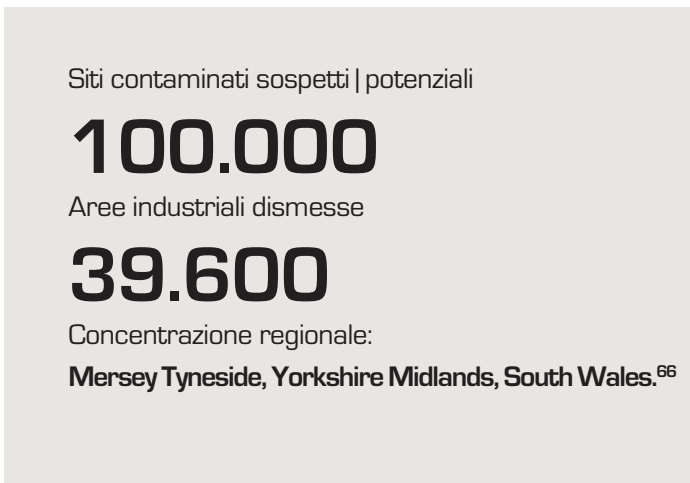 Siti contaminati sospetti | potenziali
100.000
Aree industriali dismesse
39.600
Concentrazione regionale:
Mersey Tyneside, Yorkshire Midlands, South Wales.66